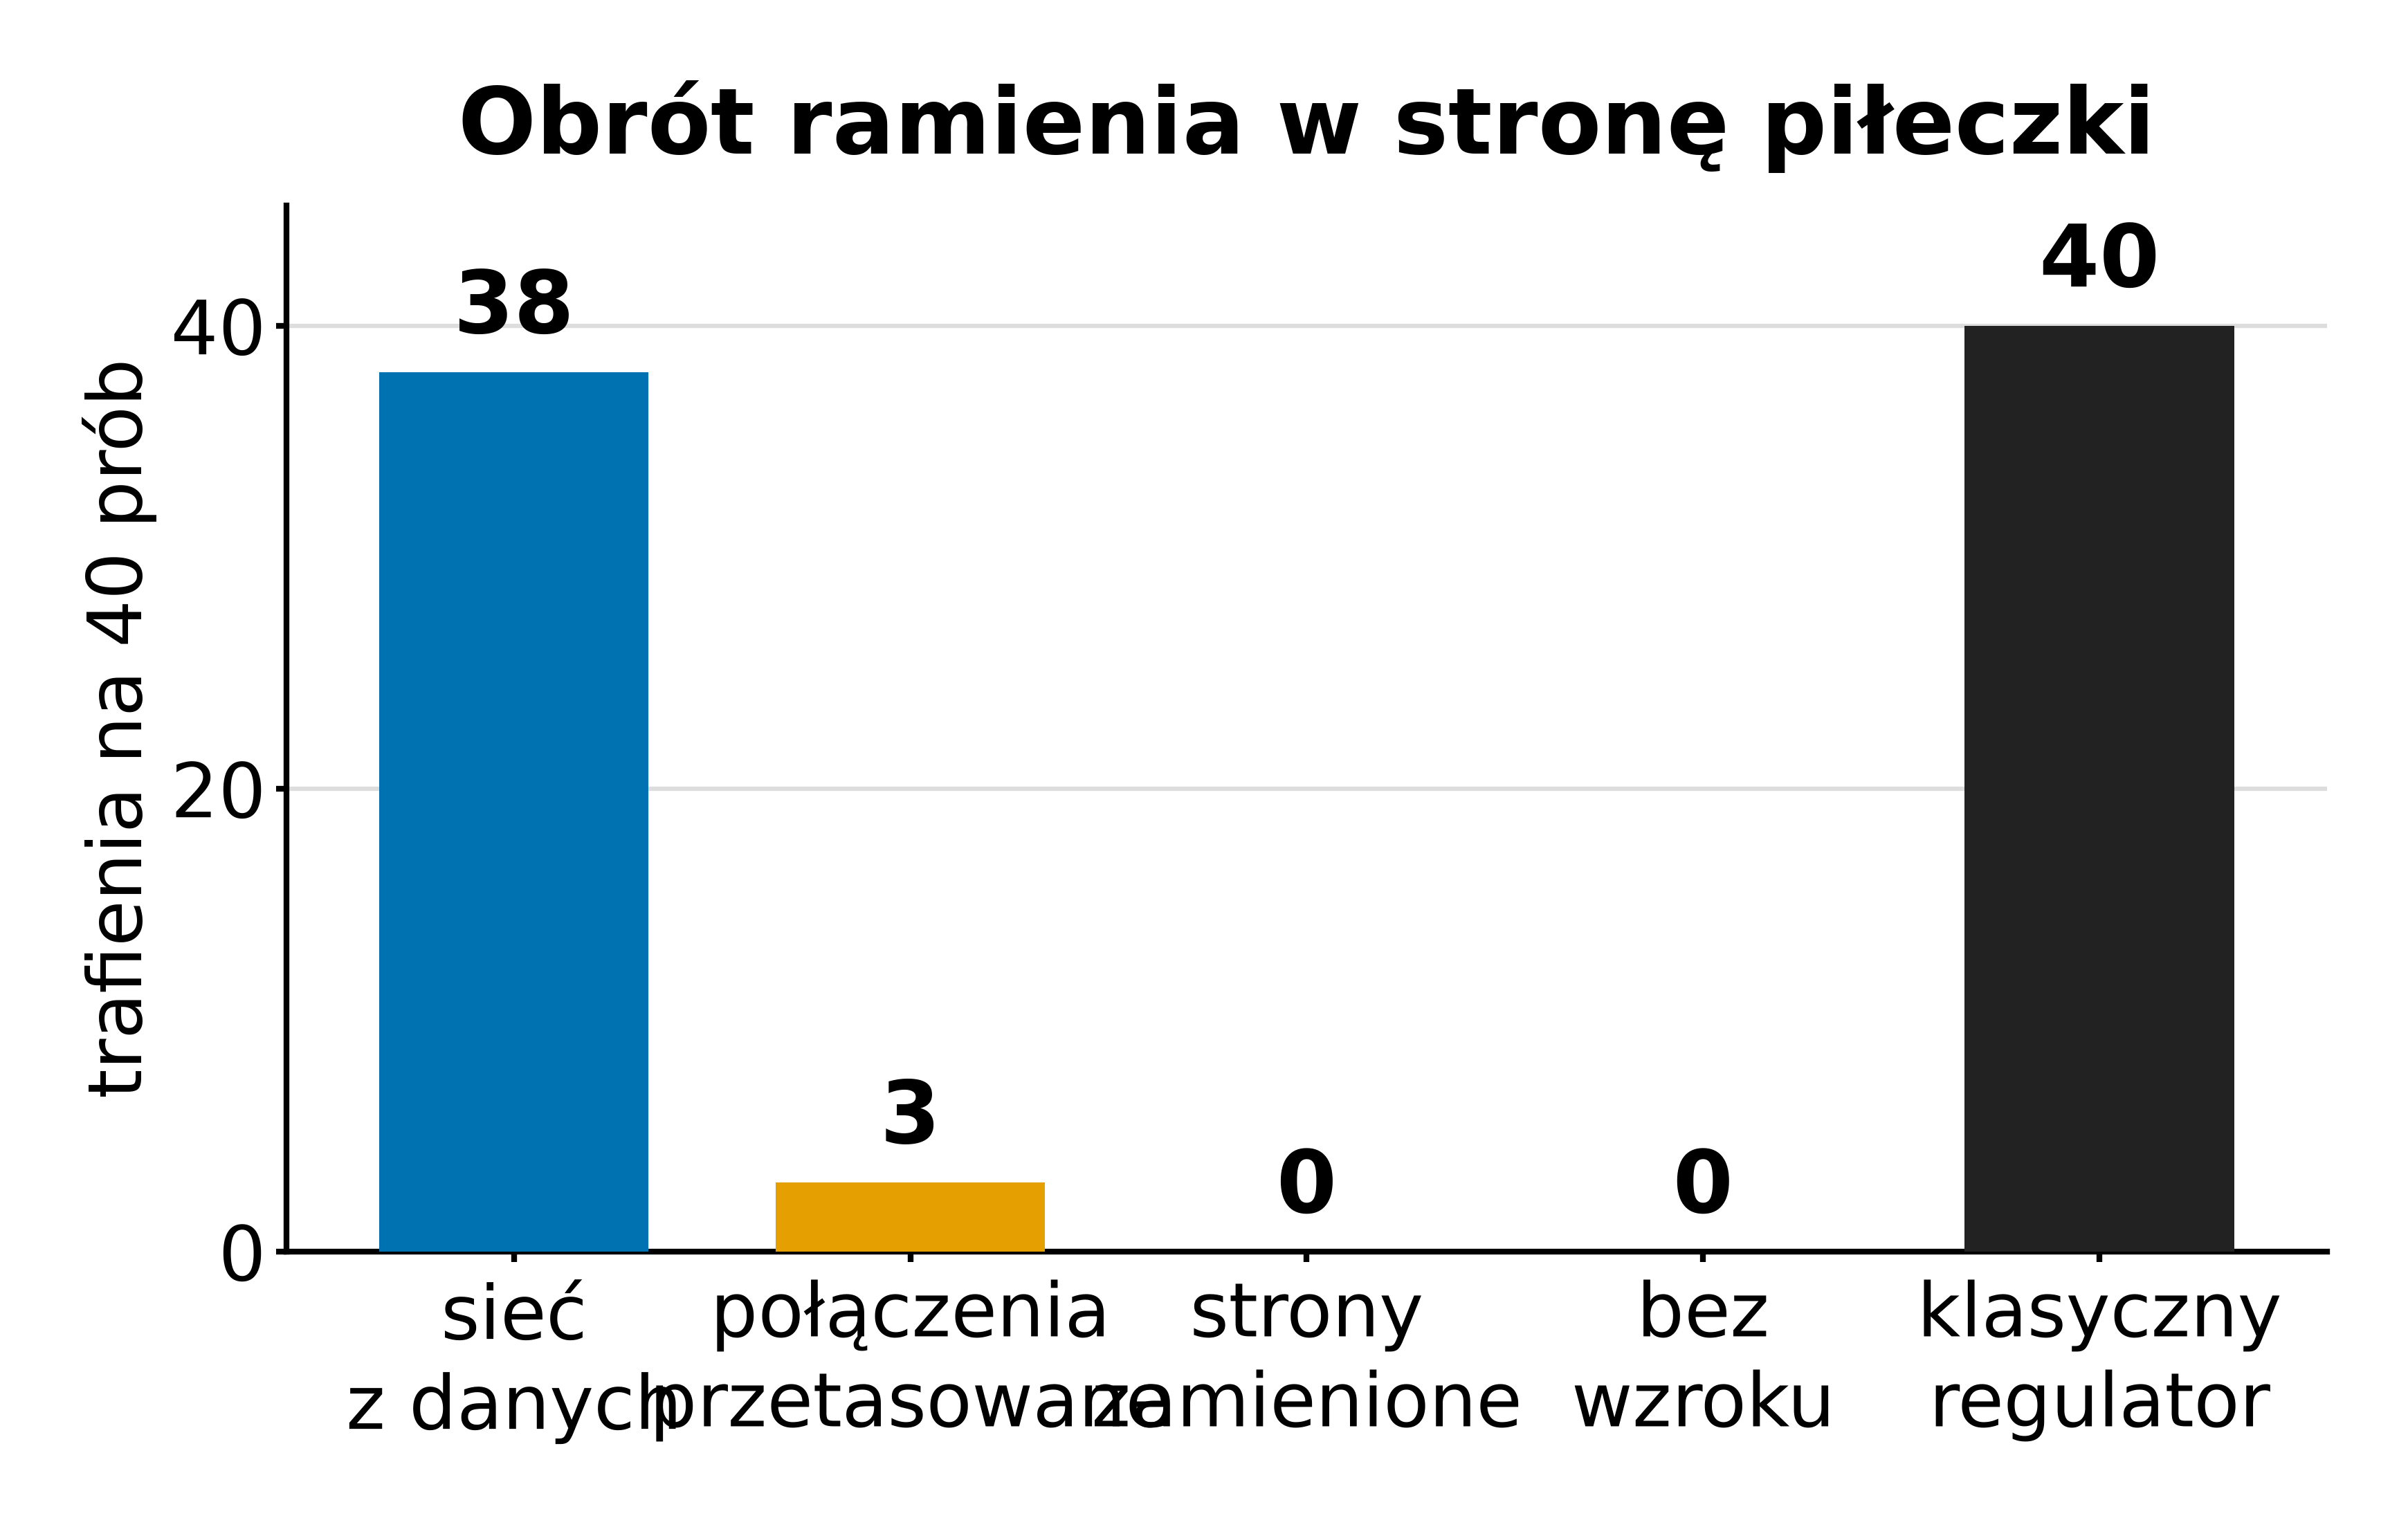 Obrót ramienia w stronę piłeczki
trafienia na 40 prób
40
20
0
38
3
0
0
40
sieć
z danych
połączenia
przetasowane
strony
zamienione
bez
wzroku
klasyczny
regulator